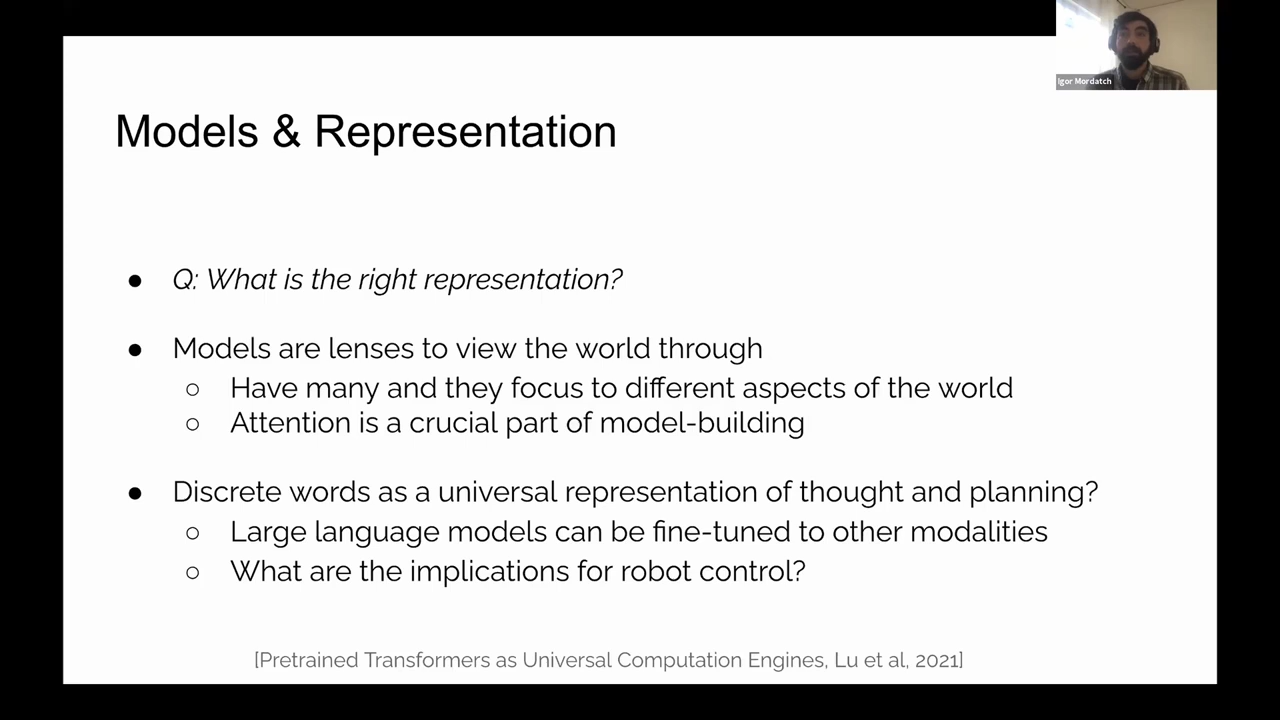 Igor Mordatch
Models & Representation
● Q: What is the right representation?
● Models are lenses to view the world through
○ Have many and they focus to different aspects of the world
○ Attention is a crucial part of model-building
● Discrete words as a universal representation of thought and planning?
○ Large language models can be fine-tuned to other modalities
○ What are the implications for robot control?
[Pretrained Transformers as Universal Computation Engines, Lu et al, 2021]